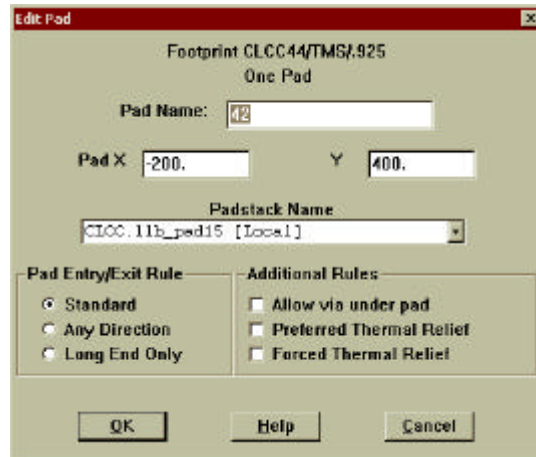 Edit Pad
Footprint CLCC44/TMS/.925
One Pad
Pad Name: 42
Pad X -200. Y 400.
Padstack Name
CLCC.llb_pad15 [Local]
Pad Entry/Exit Rule Additional Rules
Standard Allow via under pad
Any Direction Preferred Thermal Relief
Long End Only Forced Thermal Relief
OK Help Cancel